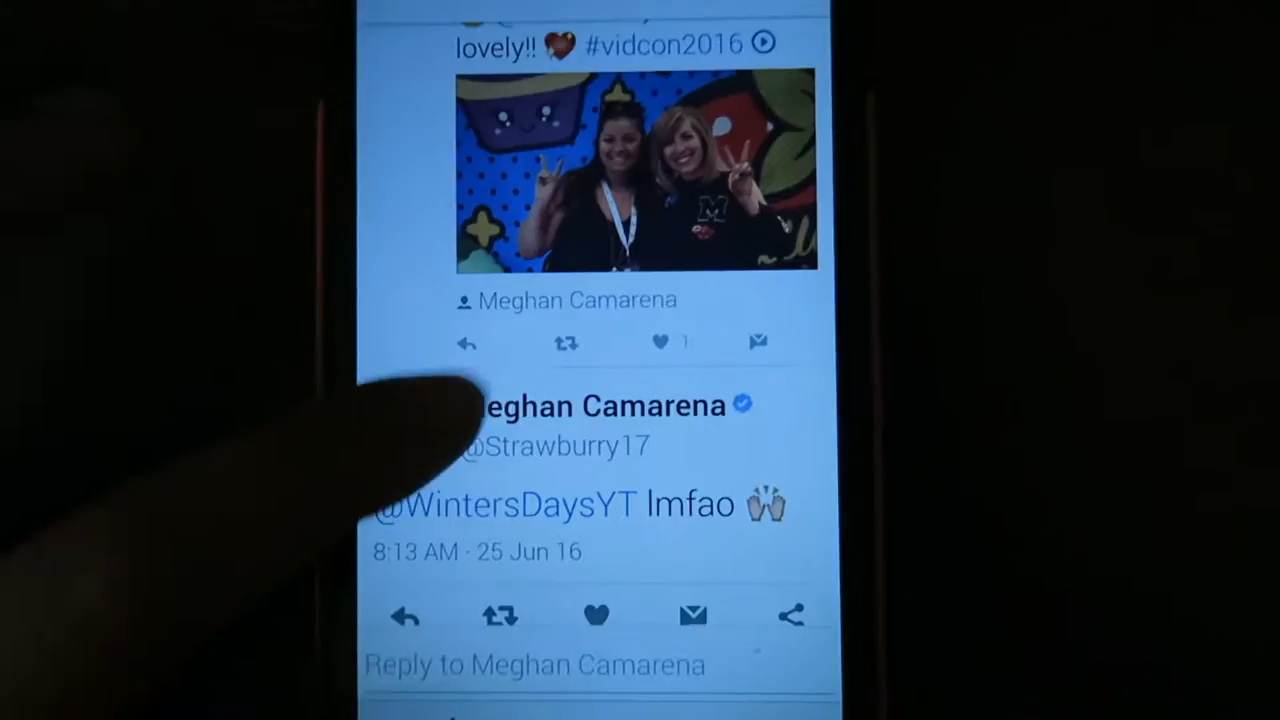 lovely!! 💖 #vidcon2016
M
Meghan Camarena
1
eghan Camarena
@Strawburry17
@WintersDaysYT lmfao 🙌
8:13 AM · 25 Jun 16
Reply to Meghan Camarena